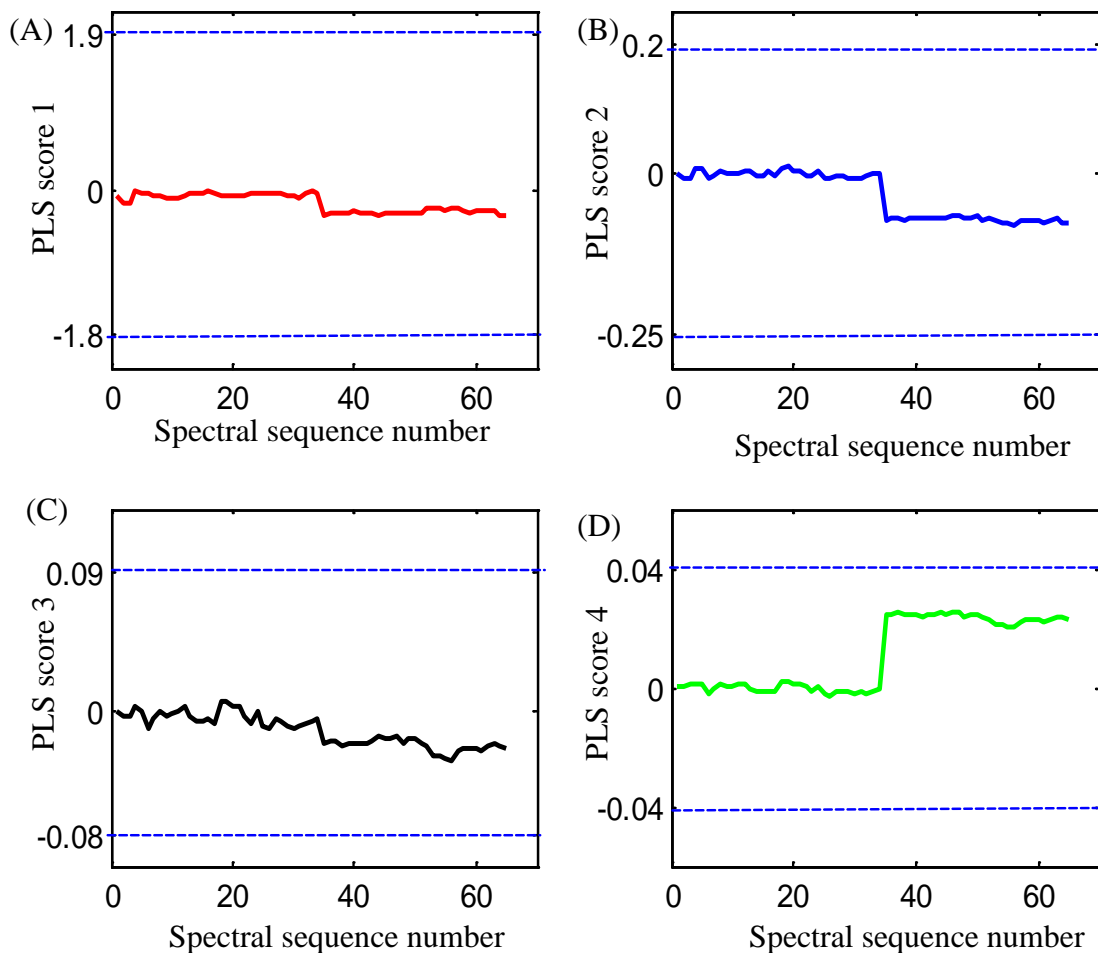 (A)
1.9
0
-1.8
PLS score 1
0 20 40 60
Spectral sequence number
(B)
0.2
0
-0.25
PLS score 2
0 20 40 60
Spectral sequence number
(C)
0.09
0
-0.08
PLS score 3
0 20 40 60
Spectral sequence number
(D)
0.04
0
-0.04
PLS score 4
0 20 40 60
Spectral sequence number